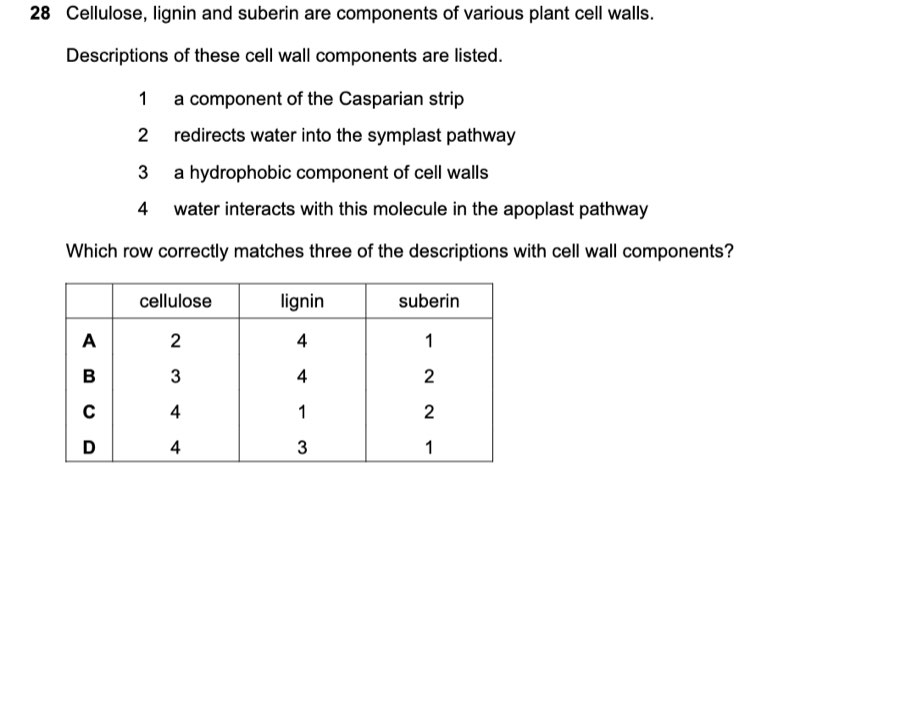 28 Cellulose, lignin and suberin are components of various plant cell walls.
Descriptions of these cell wall components are listed.
1 a component of the Casparian strip
2 redirects water into the symplast pathway
3 a hydrophobic component of cell walls
4 water interacts with this molecule in the apoplast pathway
Which row correctly matches three of the descriptions with cell wall components?
cellulose lignin suberin
A 2 4 1
B 3 4 2
C 4 1 2
D 4 3 1